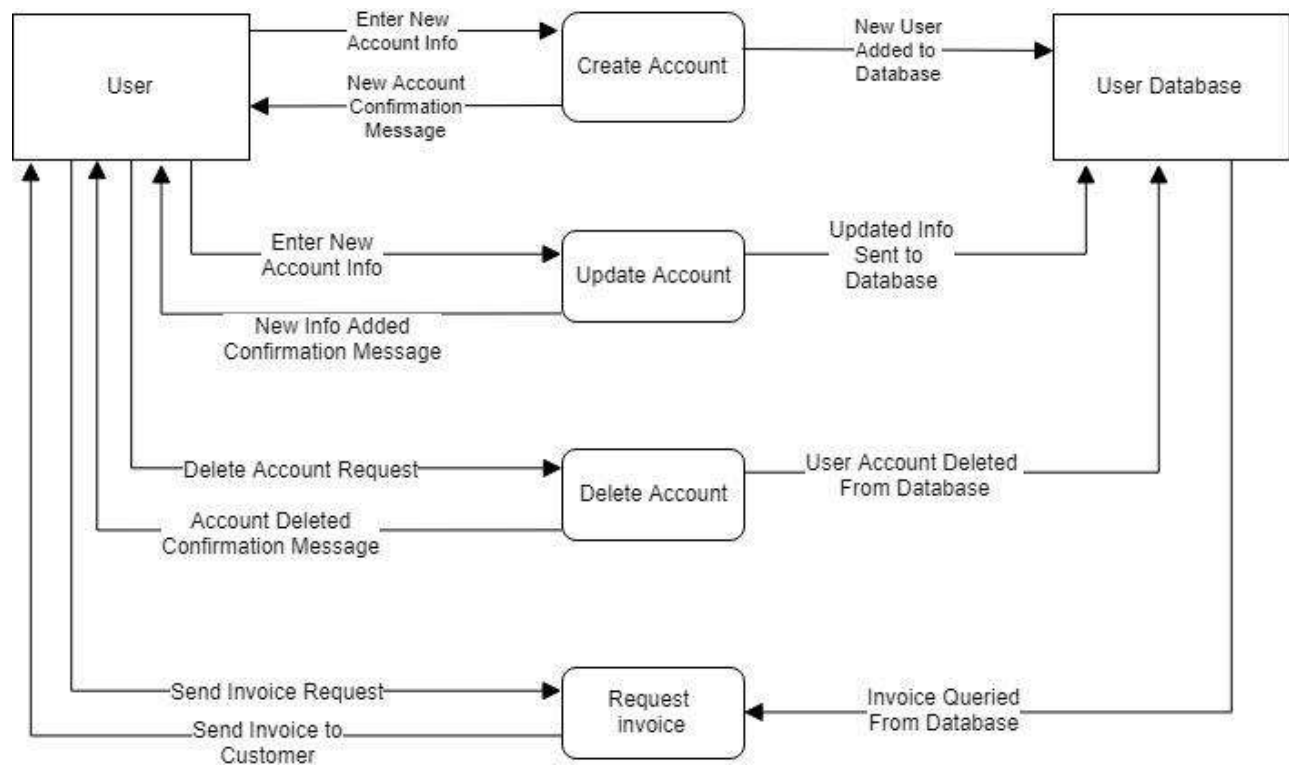 Enter New
Account Info
New User
Added to
Database
User
Create Account
User Database
New Account
Confirmation
Message
Enter New
Account Info
Update Account
Updated Info
Sent to
Database
New Info Added
Confirmation Message
Delete Account Request
Delete Account
User Account Deleted
From Database
Account Deleted
Confirmation Message
Send Invoice Request
Request
invoice
Invoice Queried
From Database
Send Invoice to
Customer